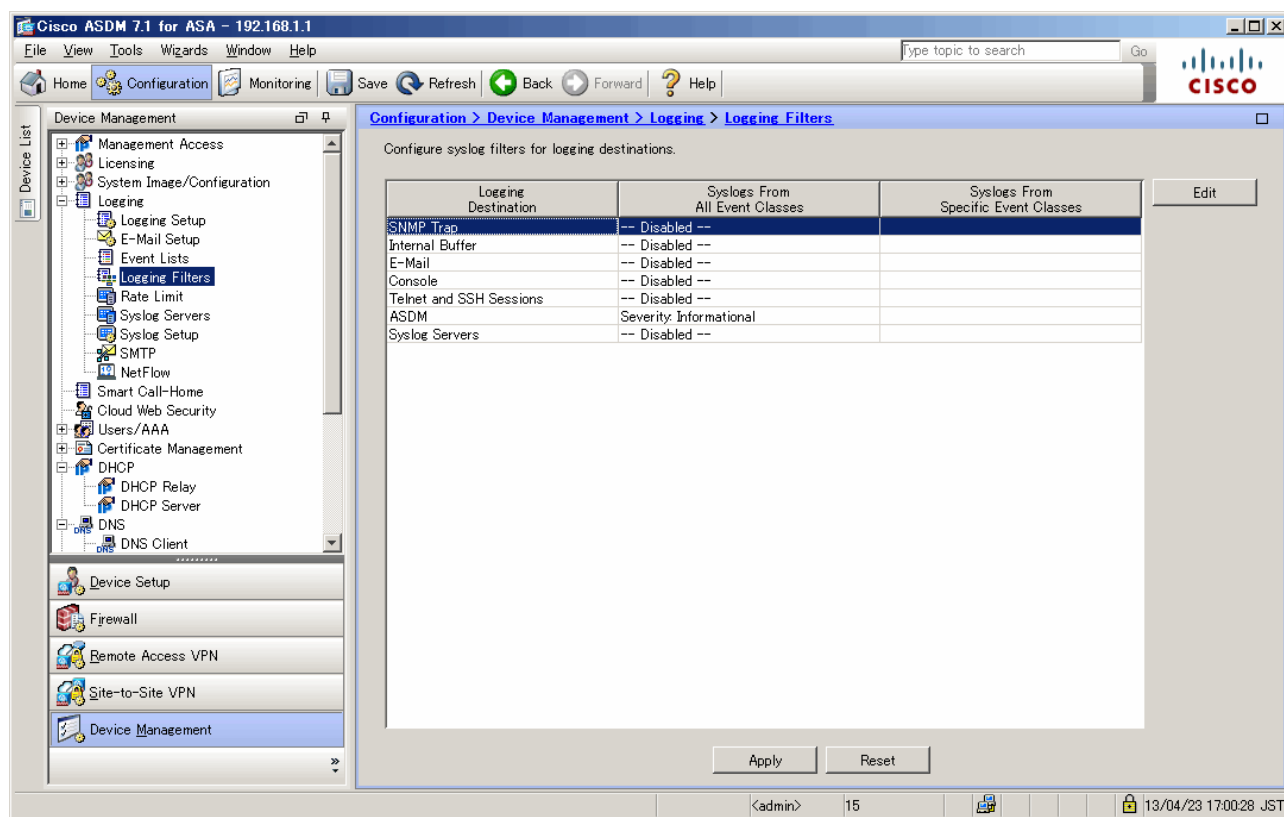 Cisco ASDM 7.1 for ASA - 192.168.1.1
File View Tools Wizards Window Help
Type topic to search Go
Home Configuration Monitoring Save Refresh Back Forward Help
CISCO
Device List
Device Management
Management Access
Licensing
System Image/Configuration
Logging
Logging Setup
E-Mail Setup
Event Lists
Logging Filters
Rate Limit
Syslog Servers
Syslog Setup
SMTP
NetFlow
Smart Call-Home
Cloud Web Security
Users/AAA
Certificate Management
DHCP
DHCP Relay
DHCP Server
DNS
DNS Client
Device Setup
Firewall
Remote Access VPN
Site-to-Site VPN
Device Management
Configuration > Device Management > Logging > Logging Filters
Configure syslog filters for logging destinations.
Logging Destination Syslogs From All Event Classes Syslogs From Specific Event Classes
SNMP Trap -- Disabled --
Internal Buffer -- Disabled --
E-Mail -- Disabled --
Console -- Disabled --
Telnet and SSH Sessions -- Disabled --
ASDM Severity: Informational
Syslog Servers -- Disabled --
Edit
Apply Reset
<admin> 15 13/04/23 17:00:28 JST